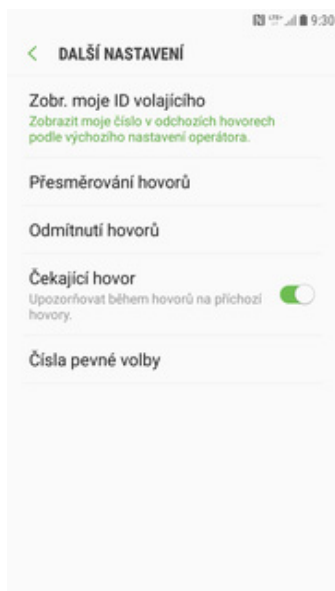 9:30
DALŠÍ NASTAVENÍ
Zobr. moje ID volajícího
Zobrazit moje číslo v odchozích hovorech
podle výchozího nastavení operátora.
Přesměrování hovorů
Odmítnutí hovorů
Čekající hovor
Upozorňovat během hovorů na příchozí
hovory.
Čísla pevné volby